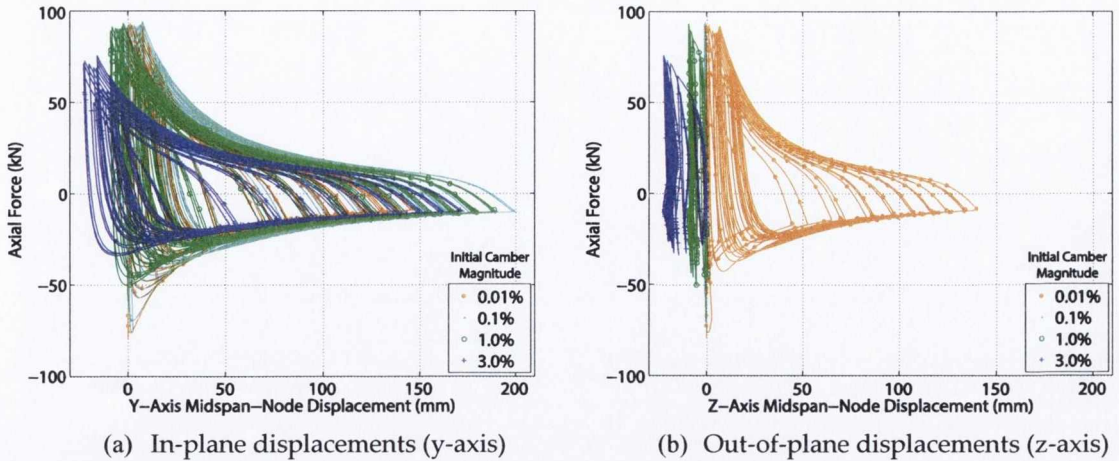 100
50
0
−50
−100
Axial Force (kN)
0
50
100
150
200
Y−Axis Midspan−Node Displacement (mm)
Initial Camber
Magnitude
0.01%
0.1%
1.0%
3.0%
(a) In-plane displacements (y-axis)
100
50
0
−50
−100
Axial Force (kN)
0
50
100
150
200
Z−Axis Midspan−Node Displacement (mm)
Initial Camber
Magnitude
0.01%
0.1%
1.0%
3.0%
(b) Out-of-plane displacements (z-axis)